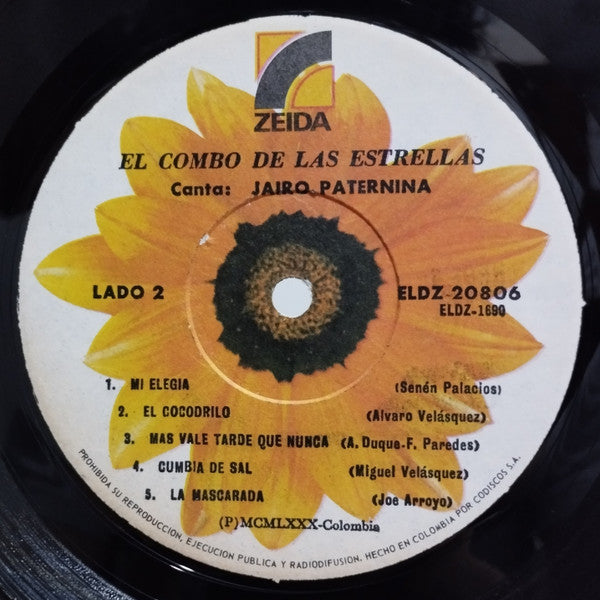 ZEIDA
EL COMBO DE LAS ESTRELLAS
Canta: JAIRO PATERNINA
LADO 2
ELDZ-20806
ELDZ-1690
1. MI ELEGIA (Senén Palacios)
2. EL COCODRILO (Alvaro Velásquez)
3. MAS VALE TARDE QUE NUNCA (A. Duque-F. Paredes)
4. CUMBIA DE SAL (Miguel Velásquez)
5. LA MASCARADA (Joe Arroyo)
(P)MCMLXXX-Colombia
PROHIBIDA SU REPRODUCCION, EJECUCION PUBLICA Y RADIODIFUSION. HECHO EN COLOMBIA POR CODISCOS S.A.